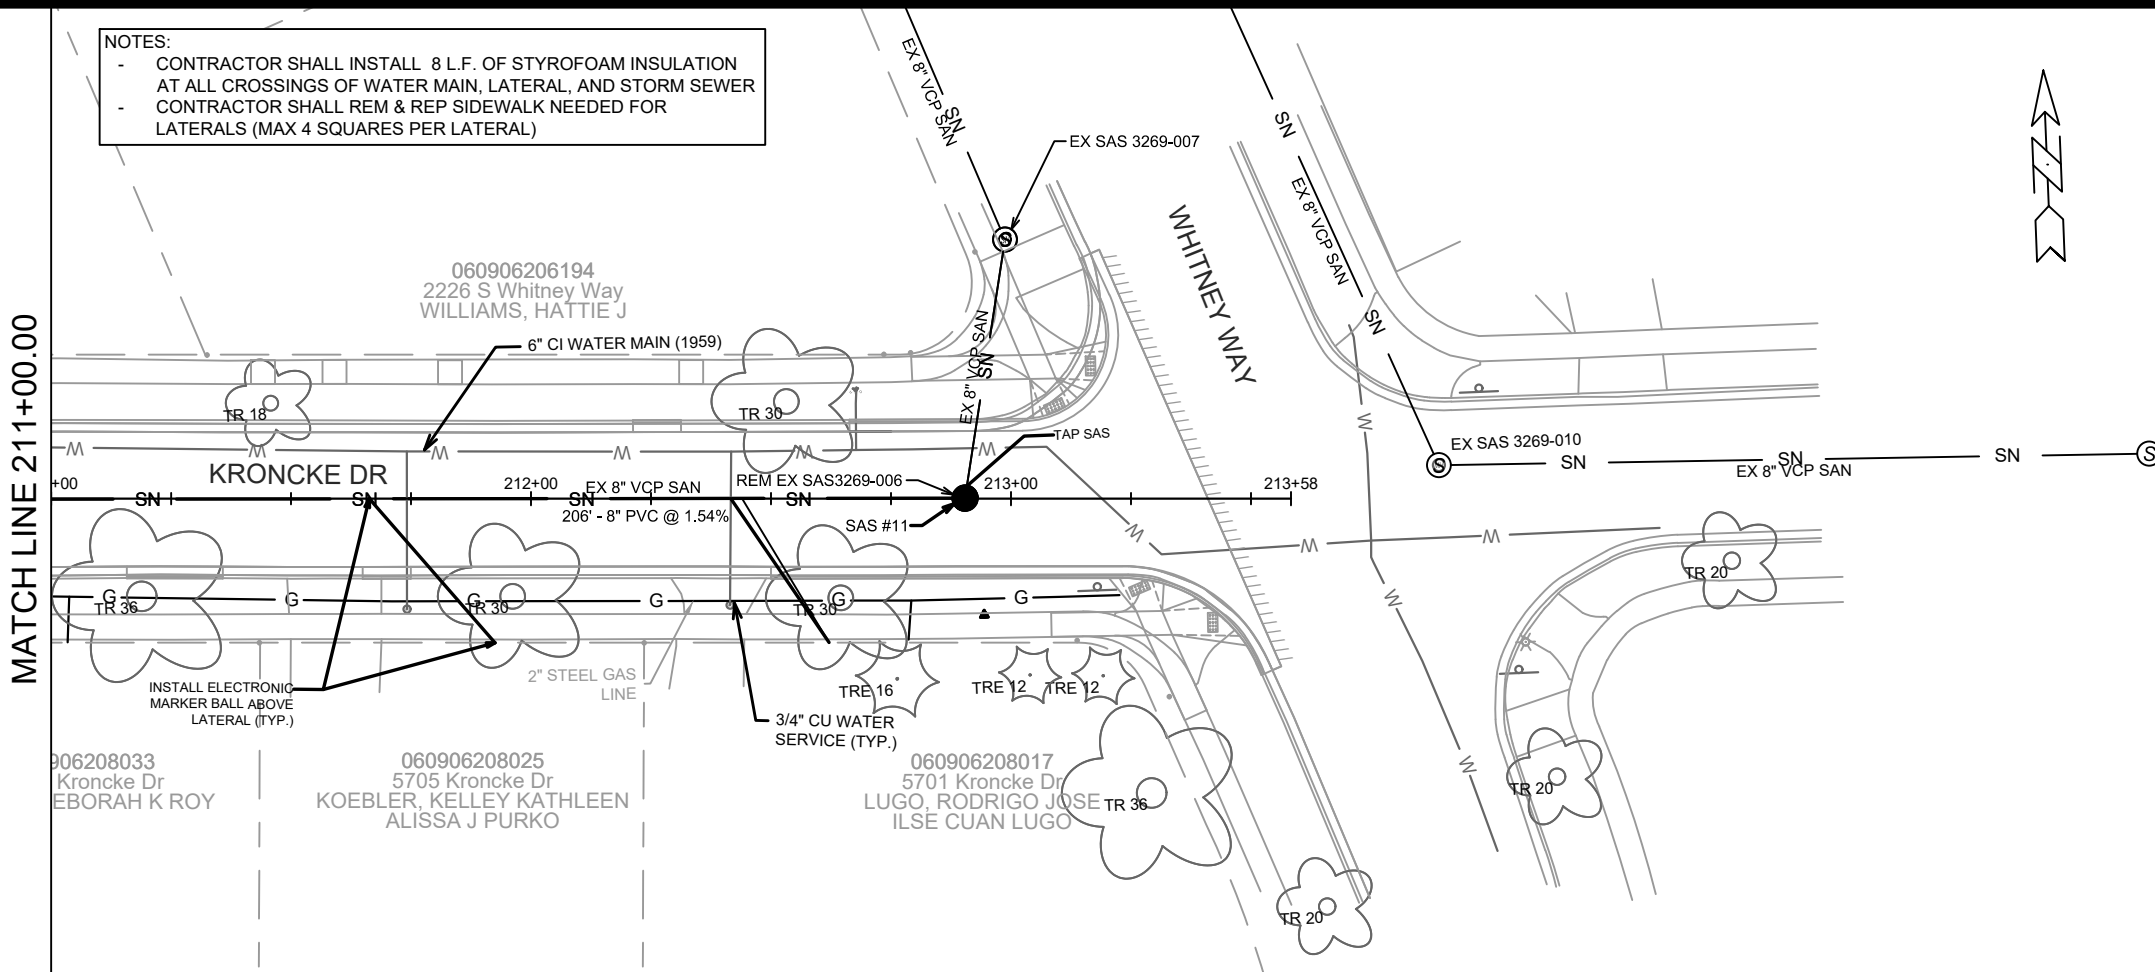 NOTES:
- CONTRACTOR SHALL INSTALL 8 L.F. OF STYROFOAM INSULATION
AT ALL CROSSINGS OF WATER MAIN, LATERAL, AND STORM SEWER
- CONTRACTOR SHALL REM & REP SIDEWALK NEEDED FOR
LATERALS (MAX 4 SQUARES PER LATERAL)
MATCH LINE 211+00.00
EX 8" VCP SAN
SN
EX SAS 3269-007
SN
EX 8" VCP SAN
SN
WHITNEY WAY
N
060906206194
2226 S Whitney Way
WILLIAMS, HATTIE J
6" CI WATER MAIN (1959)
EX 8" VCP SAN
SN
TR 18
TR 30
TAP SAS
W
W
W
W
W
W
W
EX SAS 3269-010
SN
SN
EX 8" VCP SAN
SN
S
S
S
KRONCKE DR
+00
SN
SN
212+00
SN
EX 8" VCP SAN
206' - 8" PVC @ 1.54%
REM EX SAS3269-006
SN
SAS #11
213+00
213+58
W
W
W
W
W
G
TR 36
G
G
TR 30
G
G
TR 30
G
TR 20
INSTALL ELECTRONIC
MARKER BALL ABOVE
LATERAL (TYP.)
2" STEEL GAS
LINE
3/4" CU WATER
SERVICE (TYP.)
TRE 16
TRE 12
TRE 12
906208033
Kroncke Dr
EBORAH K ROY
060906208025
5705 Kroncke Dr
KOEBLER, KELLEY KATHLEEN
ALISSA J PURKO
060906208017
5701 Kroncke Dr
LUGO, RODRIGO JOSE
ILSE CUAN LUGO
TR 36
TR 20
TR 20